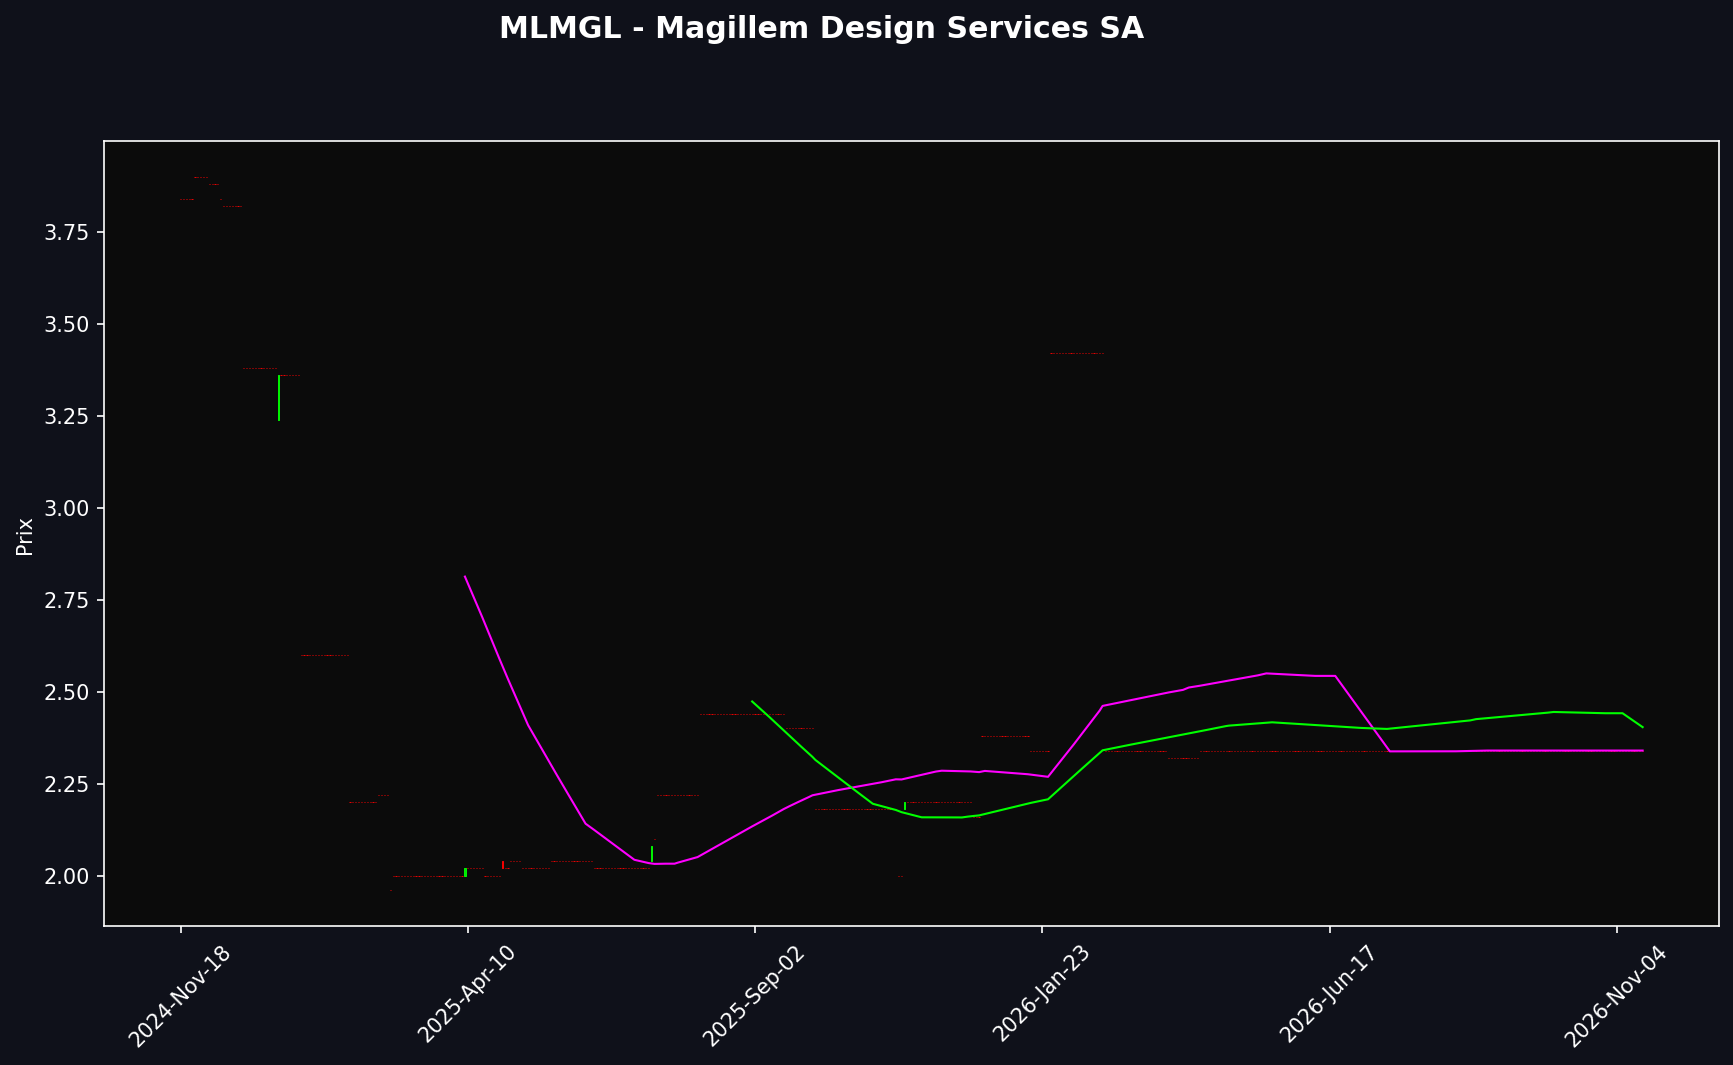 MLMGL - Magillem Design Services SA
Prix
3.75
3.50
3.25
3.00
2.75
2.50
2.25
2.00
2024-Nov-18
2025-Apr-10
2025-Sep-02
2026-Jan-23
2026-Jun-17
2026-Nov-04